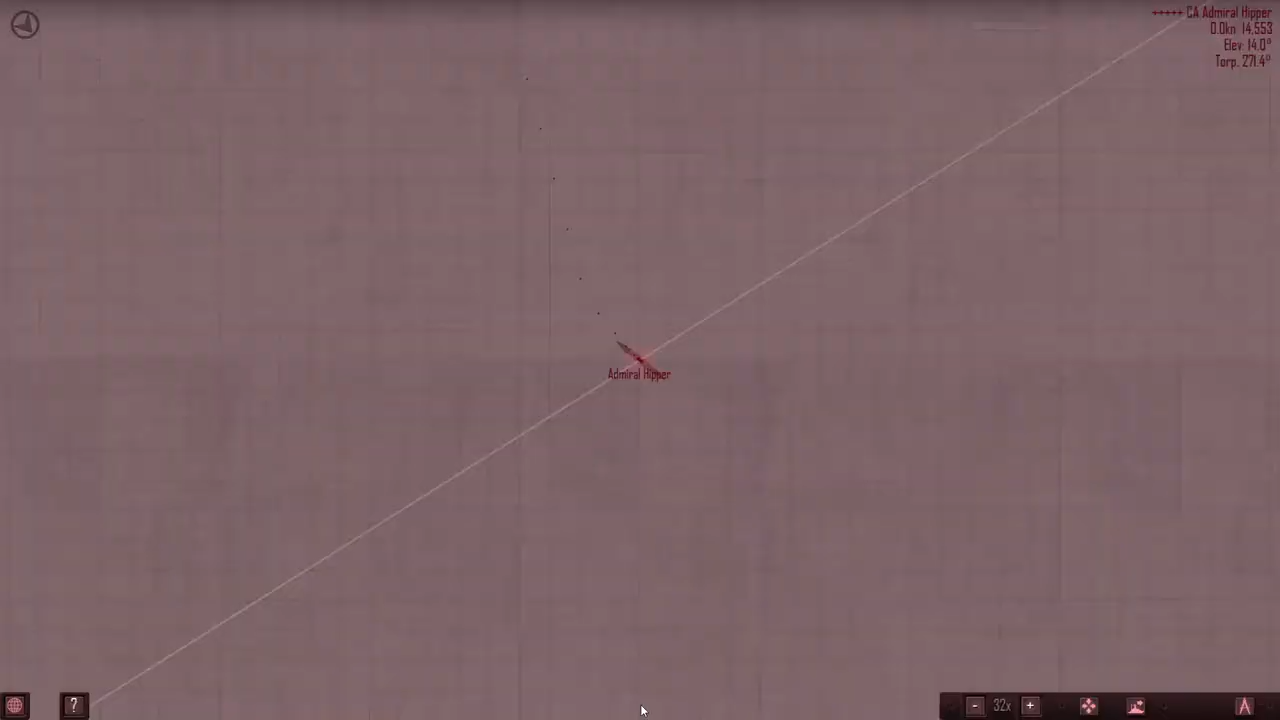 +++++ CA Admiral Hipper
0.0kn 14,553
Elev: 14.0°
Torp. 271.4°
Admiral Hipper
?
- 32x +